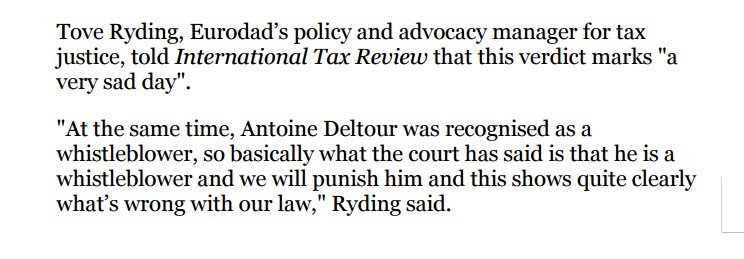 Tove Ryding, Eurodad’s policy and advocacy manager for tax
justice, told International Tax Review that this verdict marks "a
very sad day".
"At the same time, Antoine Deltour was recognised as a
whistleblower, so basically what the court has said is that he is a
whistleblower and we will punish him and this shows quite clearly
what’s wrong with our law," Ryding said.